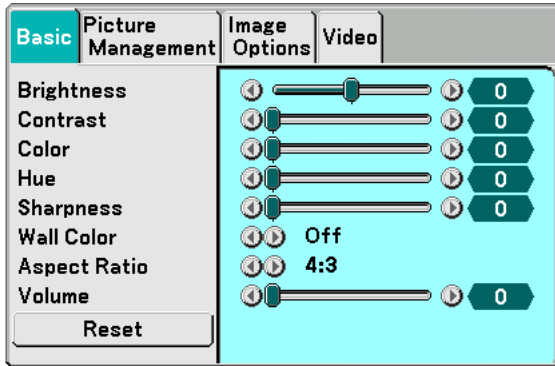 Basic
Picture
Management
Image
Options
Video
Brightness 0
Contrast 0
Color 0
Hue 0
Sharpness 0
Wall Color Off
Aspect Ratio 4:3
Volume 0
Reset